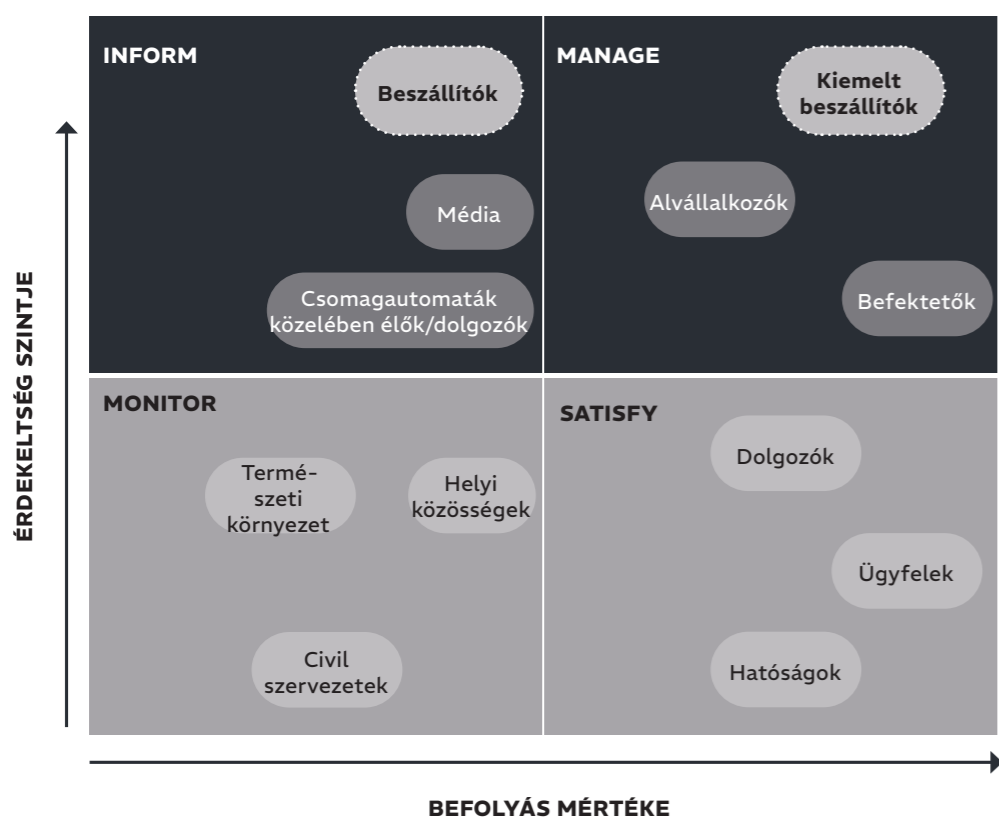 INFORM
Beszállítók
Média
Csomagautomaták
közelében élők/dolgozók
MANAGE
Kiemelt
beszállítók
Alvállalkozók
Befektetők
MONITOR
Termé-
szeti
környezet
Helyi
közösségek
Civil
szervezetek
SATISFY
Dolgozók
Ügyfelek
Hatóságok
ÉRDEKELTSÉG SZINTJE
BEFOLYÁS MÉRTÉKE